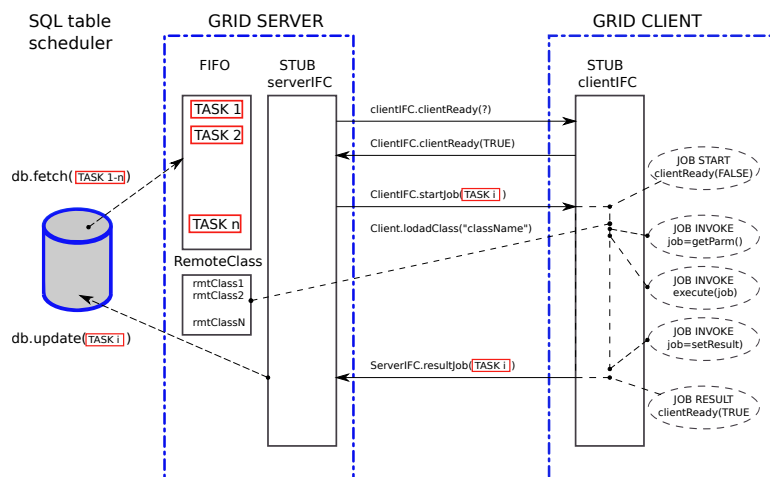 SQL table
scheduler
GRID SERVER
GRID CLIENT
FIFO
STUB
serverIFC
STUB
clientIFC
TASK 1
TASK 2
TASK n
clientIFC.clientReady(?)
ClientIFC.clientReady(TRUE)
ClientIFC.startJob(TASK i)
Client.lodadClass("className")
ServerIFC.resultJob(TASK i)
db.fetch(TASK 1-n)
db.update(TASK i)
RemoteClass
rmtClass1
rmtClass2
rmtClassN
JOB START
clientReady(FALSE)
JOB INVOKE
job=getParm()
JOB INVOKE
execute(job)
JOB INVOKE
job=setResult)
JOB RESULT
clientReady(TRUE